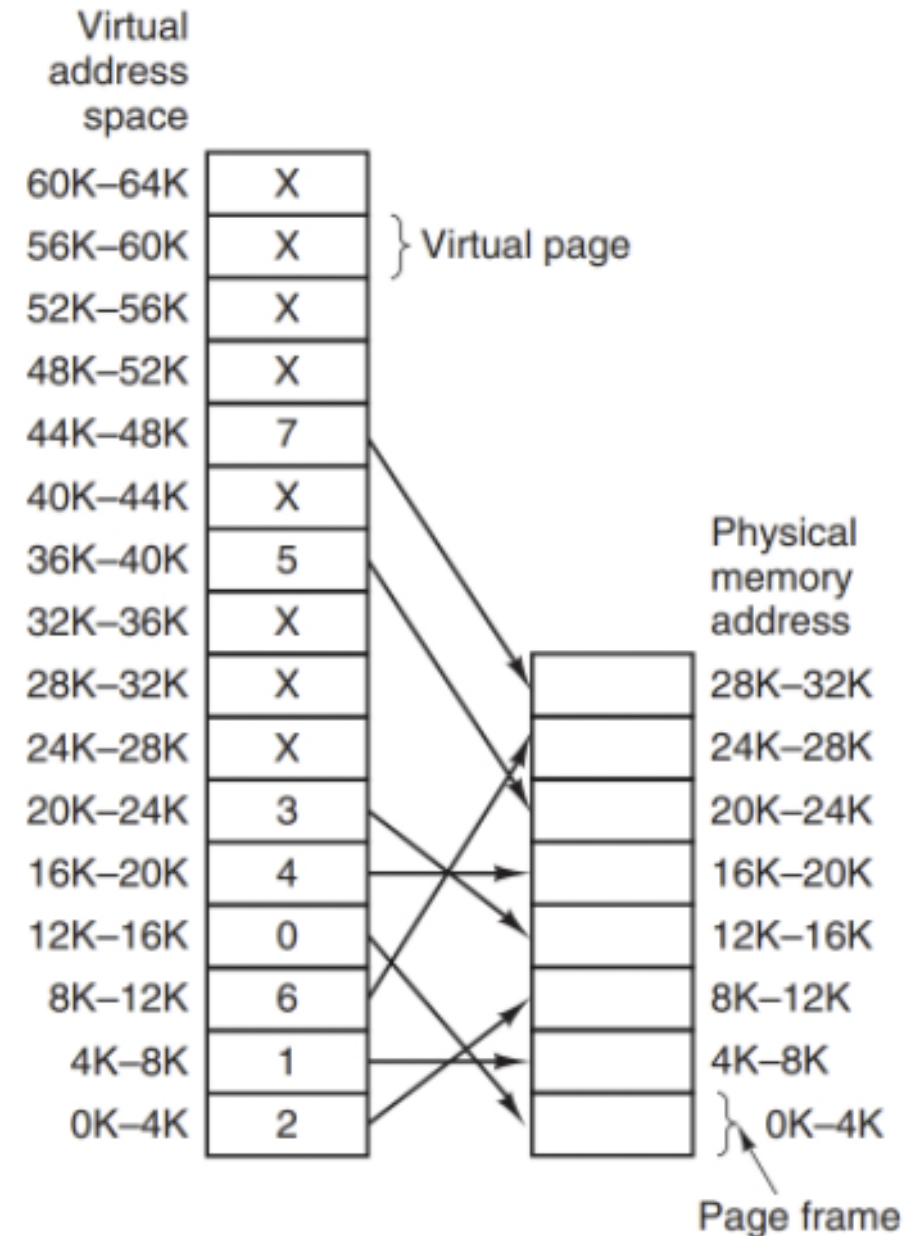 Virtual
address
space
60K–64K X
56K–60K X Virtual page
52K–56K X
48K–52K X
44K–48K 7
40K–44K X
36K–40K 5
32K–36K X
28K–32K X
24K–28K X
20K–24K 3
16K–20K 4
12K–16K 0
8K–12K 6
4K–8K 1
0K–4K 2
Physical
memory
address
28K–32K
24K–28K
20K–24K
16K–20K
12K–16K
8K–12K
4K–8K
0K–4K
Page frame